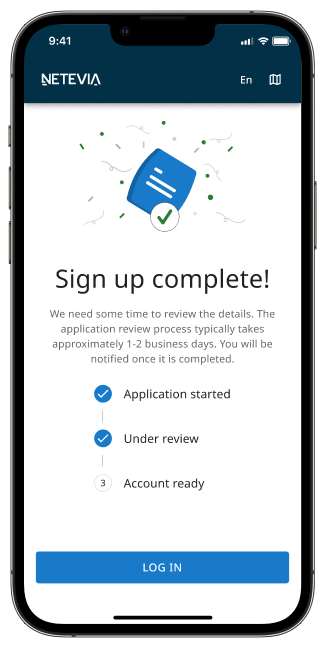 9:41
NETEVIA
En
Sign up complete!
We need some time to review the details. The
application review process typically takes
approximately 1-2 business days. You will be
notified once it is completed.
Application started
Under review
3 Account ready
LOG IN